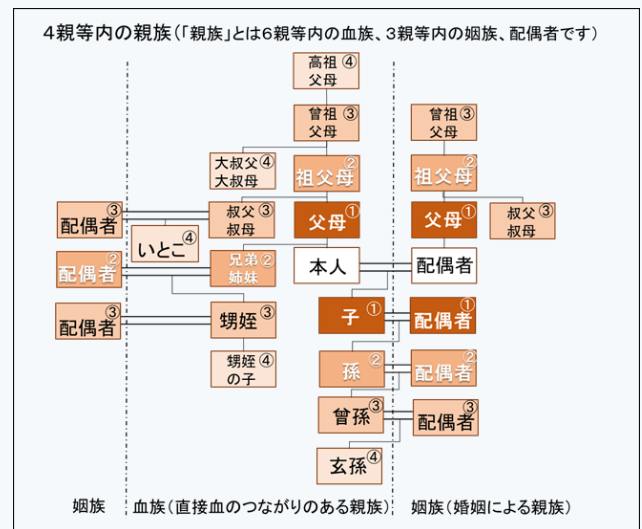 4親等内の親族(「親族」とは6親等内の血族、3親等内の姻族、配偶者です)
高祖④
父母
曾祖③
父母
曾祖③
父母
大叔父④
大叔母
祖父母②
祖父母②
配偶者③
いとこ④
叔父③
叔母
父母①
父母①
叔父③
叔母
配偶者②
兄弟②
姉妹
本人
配偶者
配偶者③
甥姪③
子①
配偶者①
甥姪④
の子
孫②
配偶者②
曾孫③
配偶者③
玄孫④
姻族
血族(直接血のつながりのある親族)
姻族(婚姻による親族)